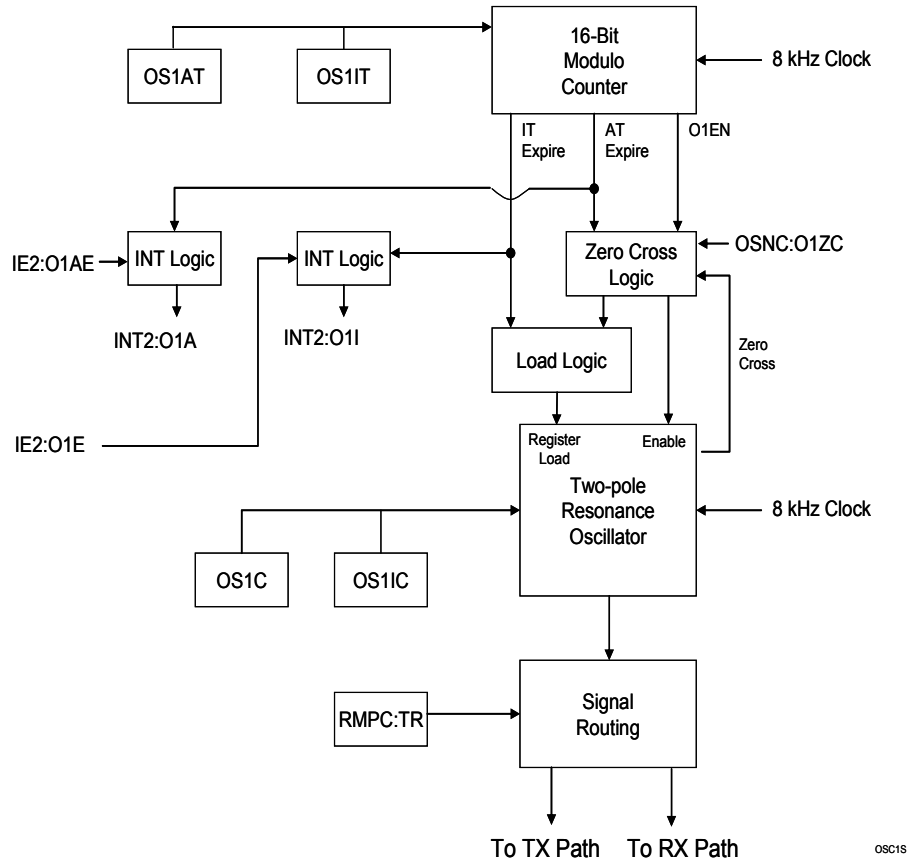 16-Bit
Modulo
Counter
8 kHz Clock
OS1AT
OS1IT
IT
Expire
AT
Expire
O1EN
IE2:O1AE
INT Logic
INT Logic
Zero Cross
Logic
OSNC:O1ZC
INT2:O1A
INT2:O1I
Load Logic
Zero
Cross
IE2:O1E
Register
Load
Enable
Two-pole
Resonance
Oscillator
8 kHz Clock
OS1C
OS1IC
RMPC:TR
Signal
Routing
To TX Path
To RX Path
OSC1S